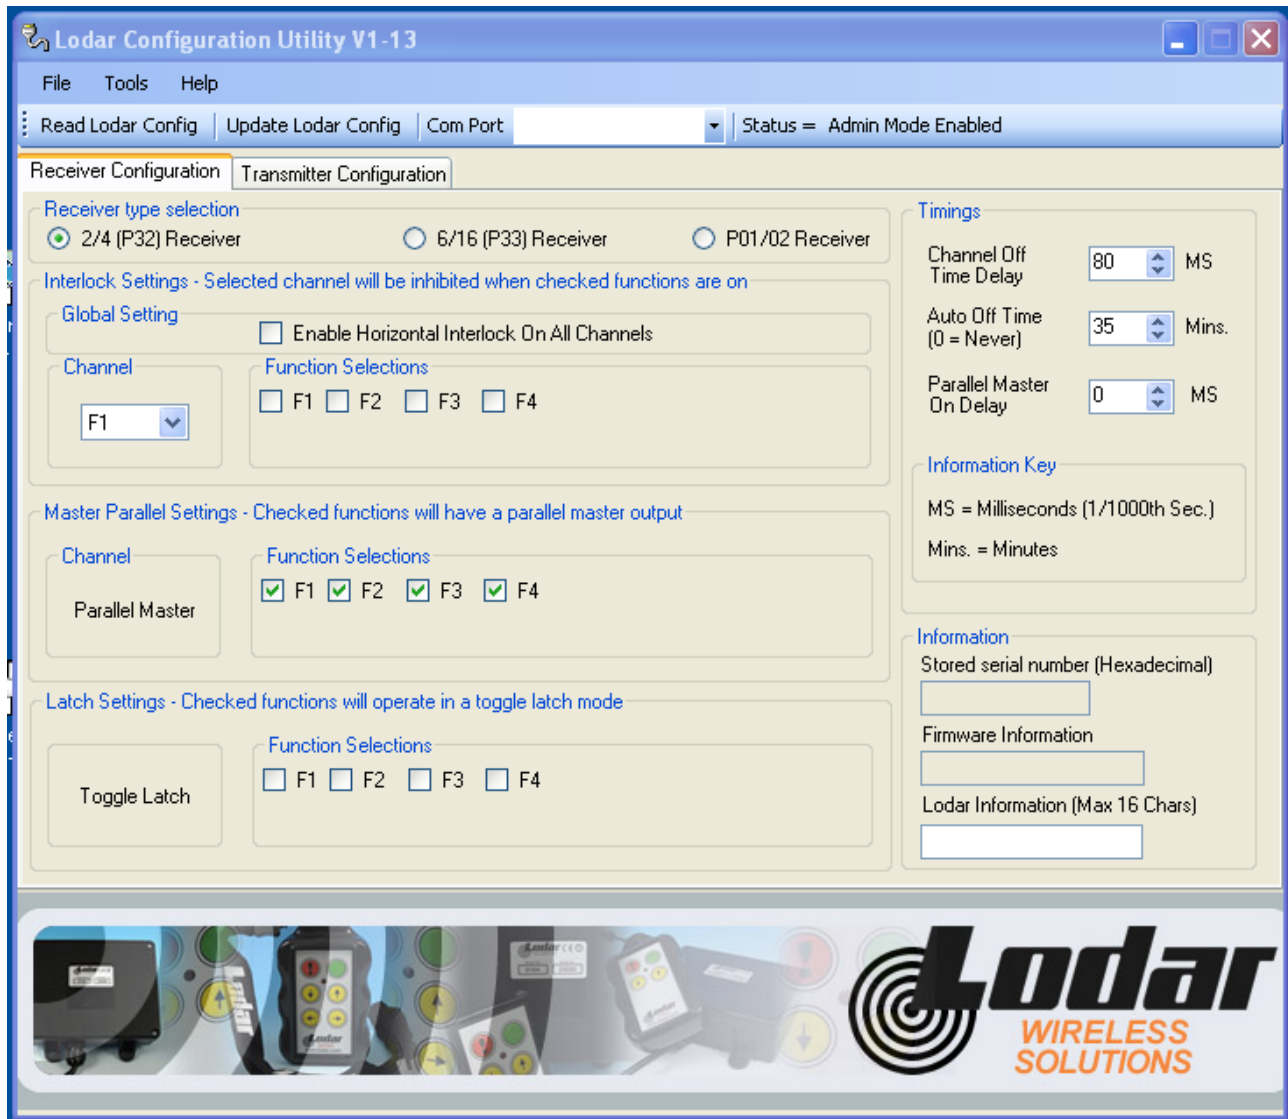 Lodar Configuration Utility V1-13
File Tools Help
Read Lodar Config Update Lodar Config Com Port Status = Admin Mode Enabled
Receiver Configuration Transmitter Configuration
Receiver type selection
2/4 (P32) Receiver 6/16 (P33) Receiver P01/02 Receiver
Interlock Settings - Selected channel will be inhibited when checked functions are on
Global Setting
Enable Horizontal Interlock On All Channels
Channel
F1
Function Selections
F1 F2 F3 F4
Master Parallel Settings - Checked functions will have a parallel master output
Channel
Parallel Master
Function Selections
F1 F2 F3 F4
Latch Settings - Checked functions will operate in a toggle latch mode
Toggle Latch
Function Selections
F1 F2 F3 F4
Timings
Channel Off
Time Delay
80 MS
Auto Off Time
(0 = Never)
35 Mins.
Parallel Master
On Delay
0 MS
Information Key
MS = Milliseconds (1/1000th Sec.)
Mins. = Minutes
Information
Stored serial number (Hexadecimal)
Firmware Information
Lodar Information (Max 16 Chars)
Lodar
Lodar
Lodar
Lodar
WIRELESS
SOLUTIONS